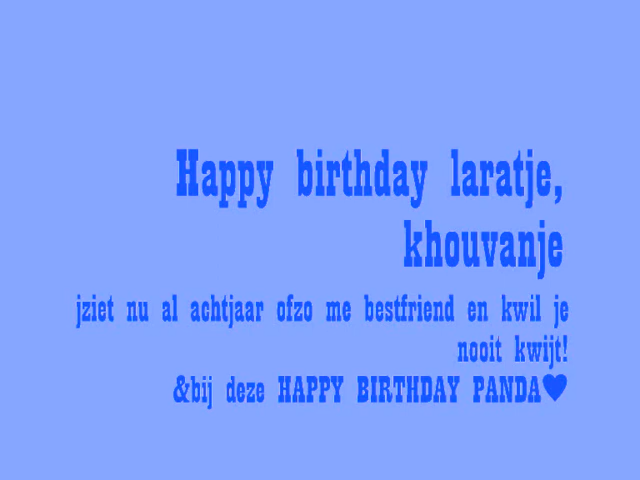 Happy birthday laratje,
khouvanje
jziet nu al achtjaar ofzo me bestfriend en kwil je
nooit kwijt!
&bij deze HAPPY BIRTHDAY PANDA♥